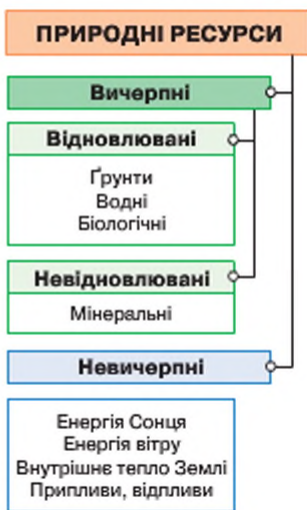 ПРИРОДНІ РЕСУРСИ
Вичерпні
Відновлювані
Ґрунти
Водні
Біологічні
Невідновлювані
Мінеральні
Невичерпні
Енергія Сонця
Енергія вітру
Внутрішнє тепло Землі
Припливи, відпливи